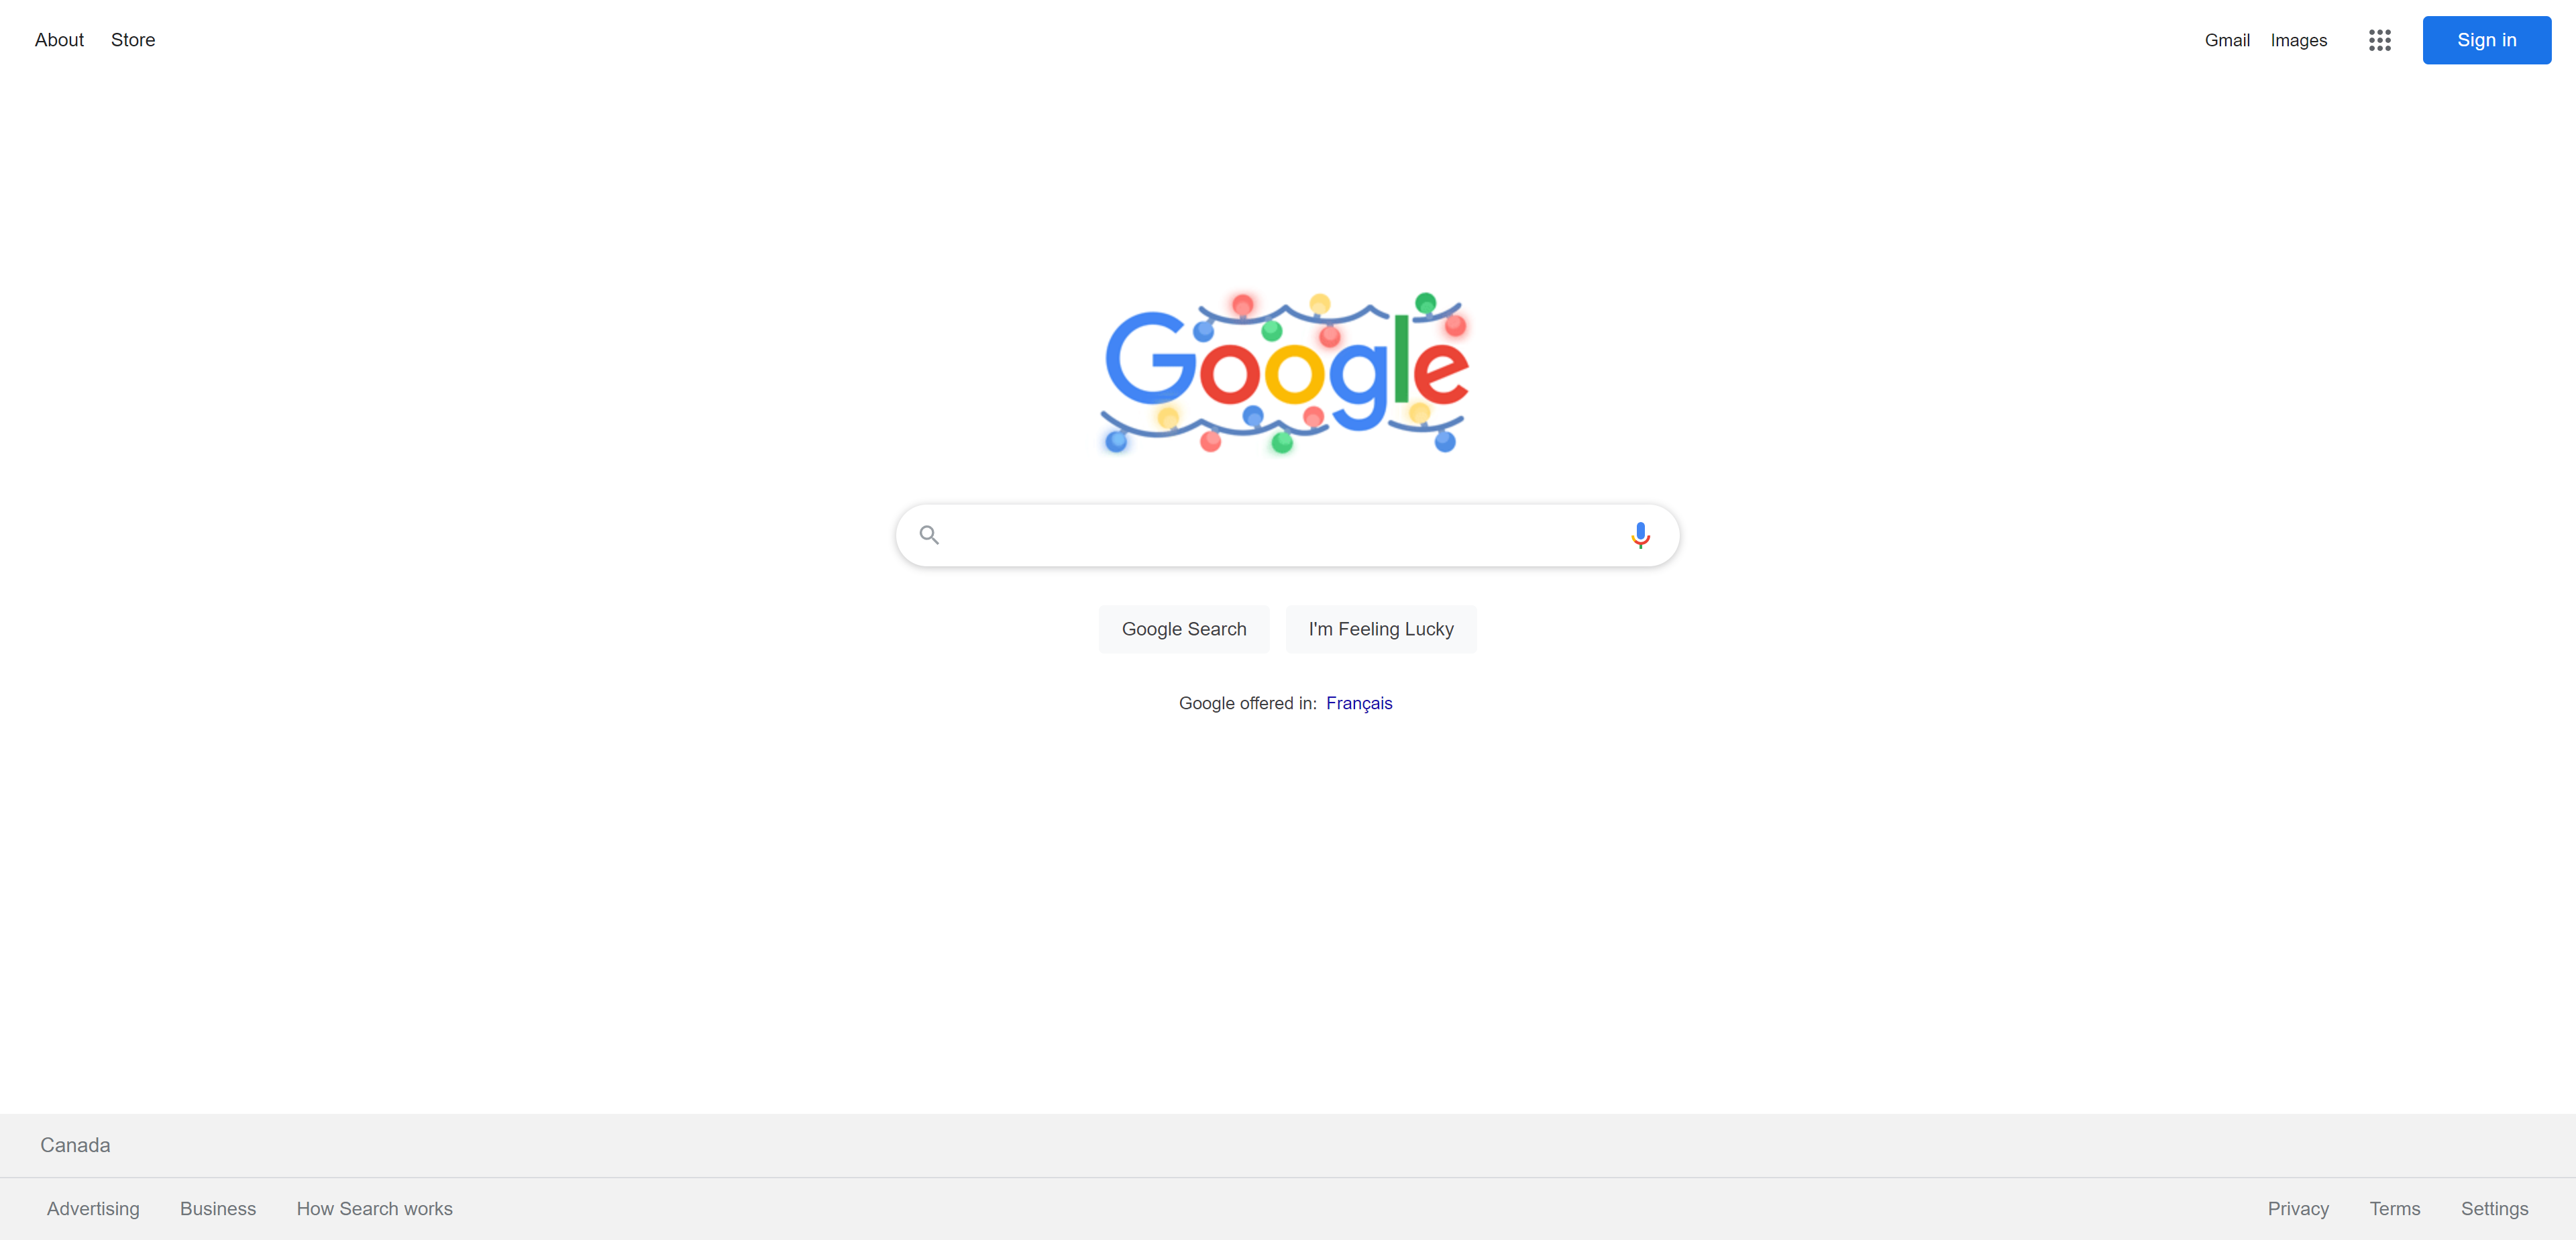 About Store Gmail Images Sign in
Google
Google Search I'm Feeling Lucky
Google offered in: Français
Canada
Advertising Business How Search works Privacy Terms Settings